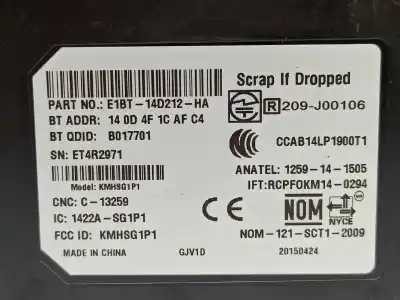 Scrap If Dropped
PART NO.: E1BT-14D212-HA
BT ADDR: 14 0D 4F 1C AF C4
BT QDID: B017701
SN: ET4R2971
Model: KMHSG1P1
CNC: C-13259
IC: 1422A-SG1P1
FCC ID: KMHSG1P1
MADE IN CHINA
GJV1D
R 209-J00106
CCAB14LP1900T1
ANATEL: 1259-14-1505
IFT:RCPFOKM14-0294
CE
NOM
NYCE
NOM-121-SCT1-2009
20150424